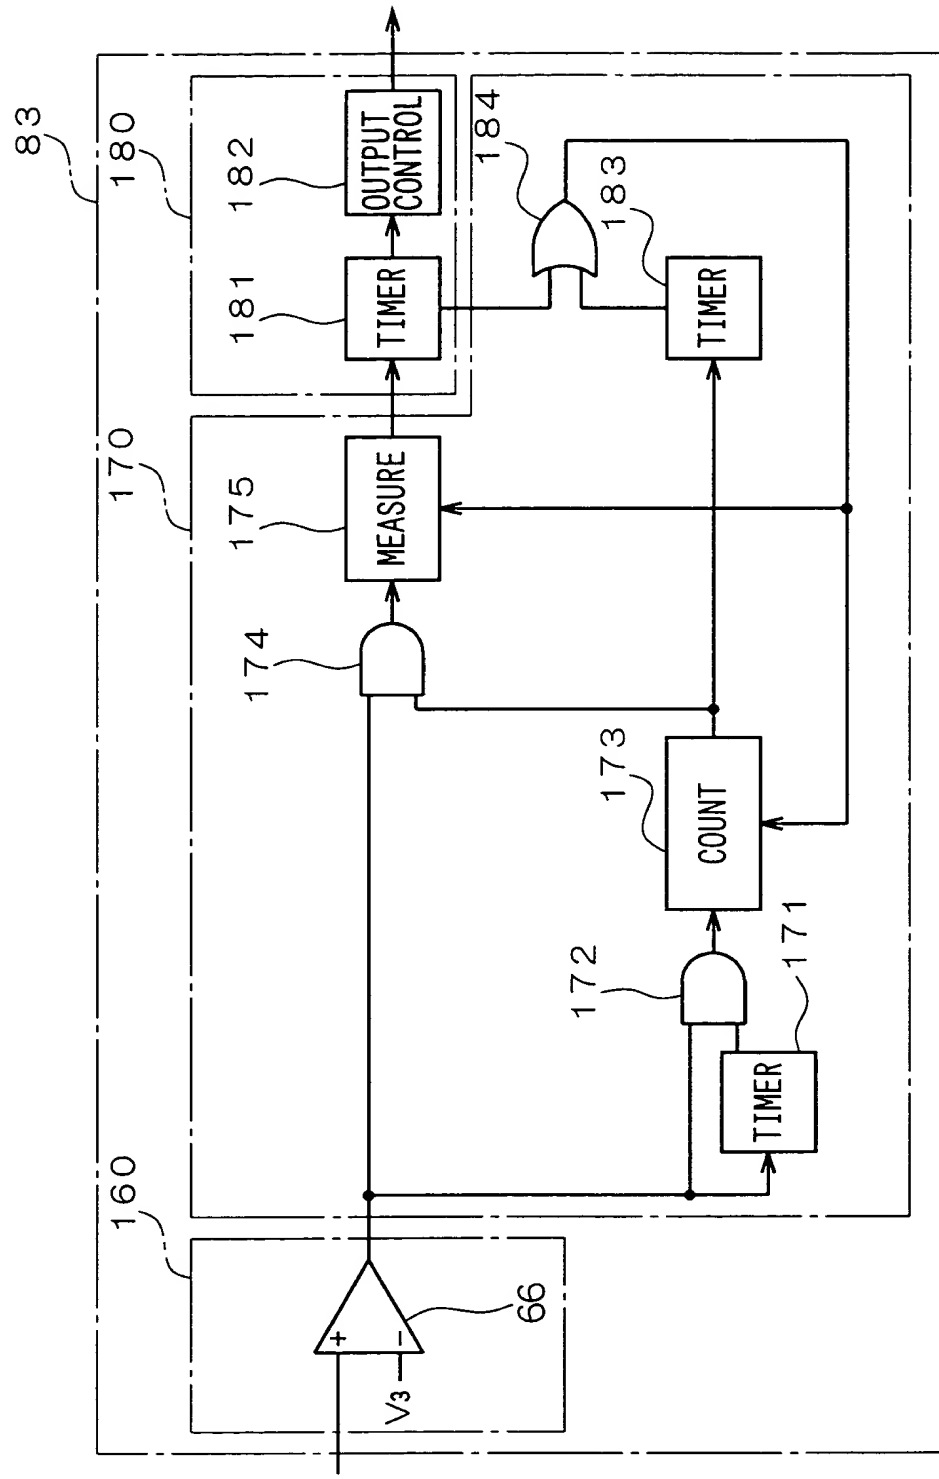 83
160
170
180
66
+
−
V3
174
175
MEASURE
181
TIMER
182
OUTPUT
CONTROL
184
183
TIMER
173
COUNT
172
171
TIMER